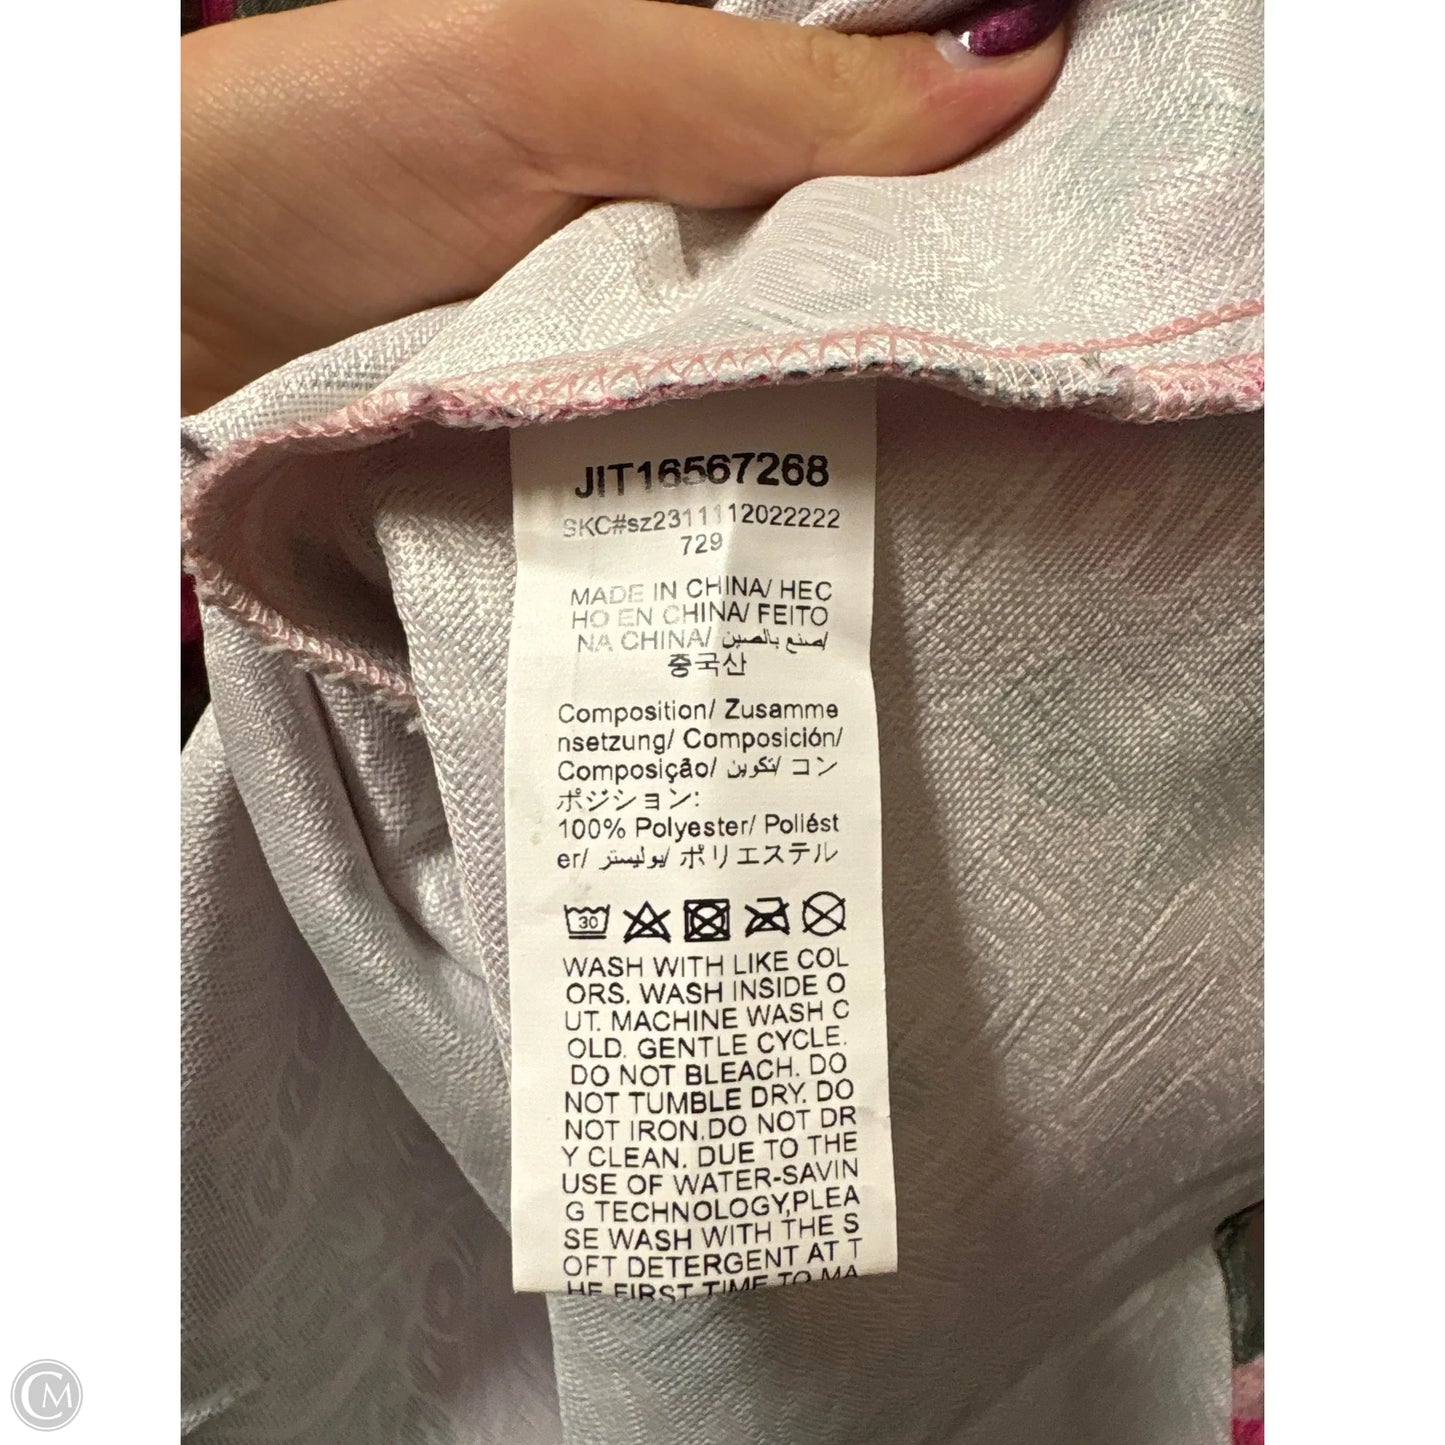 JIT16567268
SKC#sz2311112022222
729
MADE IN CHINA/ HEC
HO EN CHINA/ FEITO
NA CHINA/ صنع بالصين/
중국산
Composition/ Zusamme
nsetzung/ Composición/
Composição/ تكوين/ コン
ポジション:
100% Polyester/ Poliést
er/ بوليستر/ ポリエステル
30
WASH WITH LIKE COL
ORS. WASH INSIDE O
UT. MACHINE WASH C
OLD. GENTLE CYCLE.
DO NOT BLEACH. DO
NOT TUMBLE DRY. DO
NOT IRON.DO NOT DR
Y CLEAN. DUE TO THE
USE OF WATER-SAVIN
G TECHNOLOGY,PLEA
SE WASH WITH THE S
OFT DETERGENT AT T
HE FIRST TIME TO MA
CM